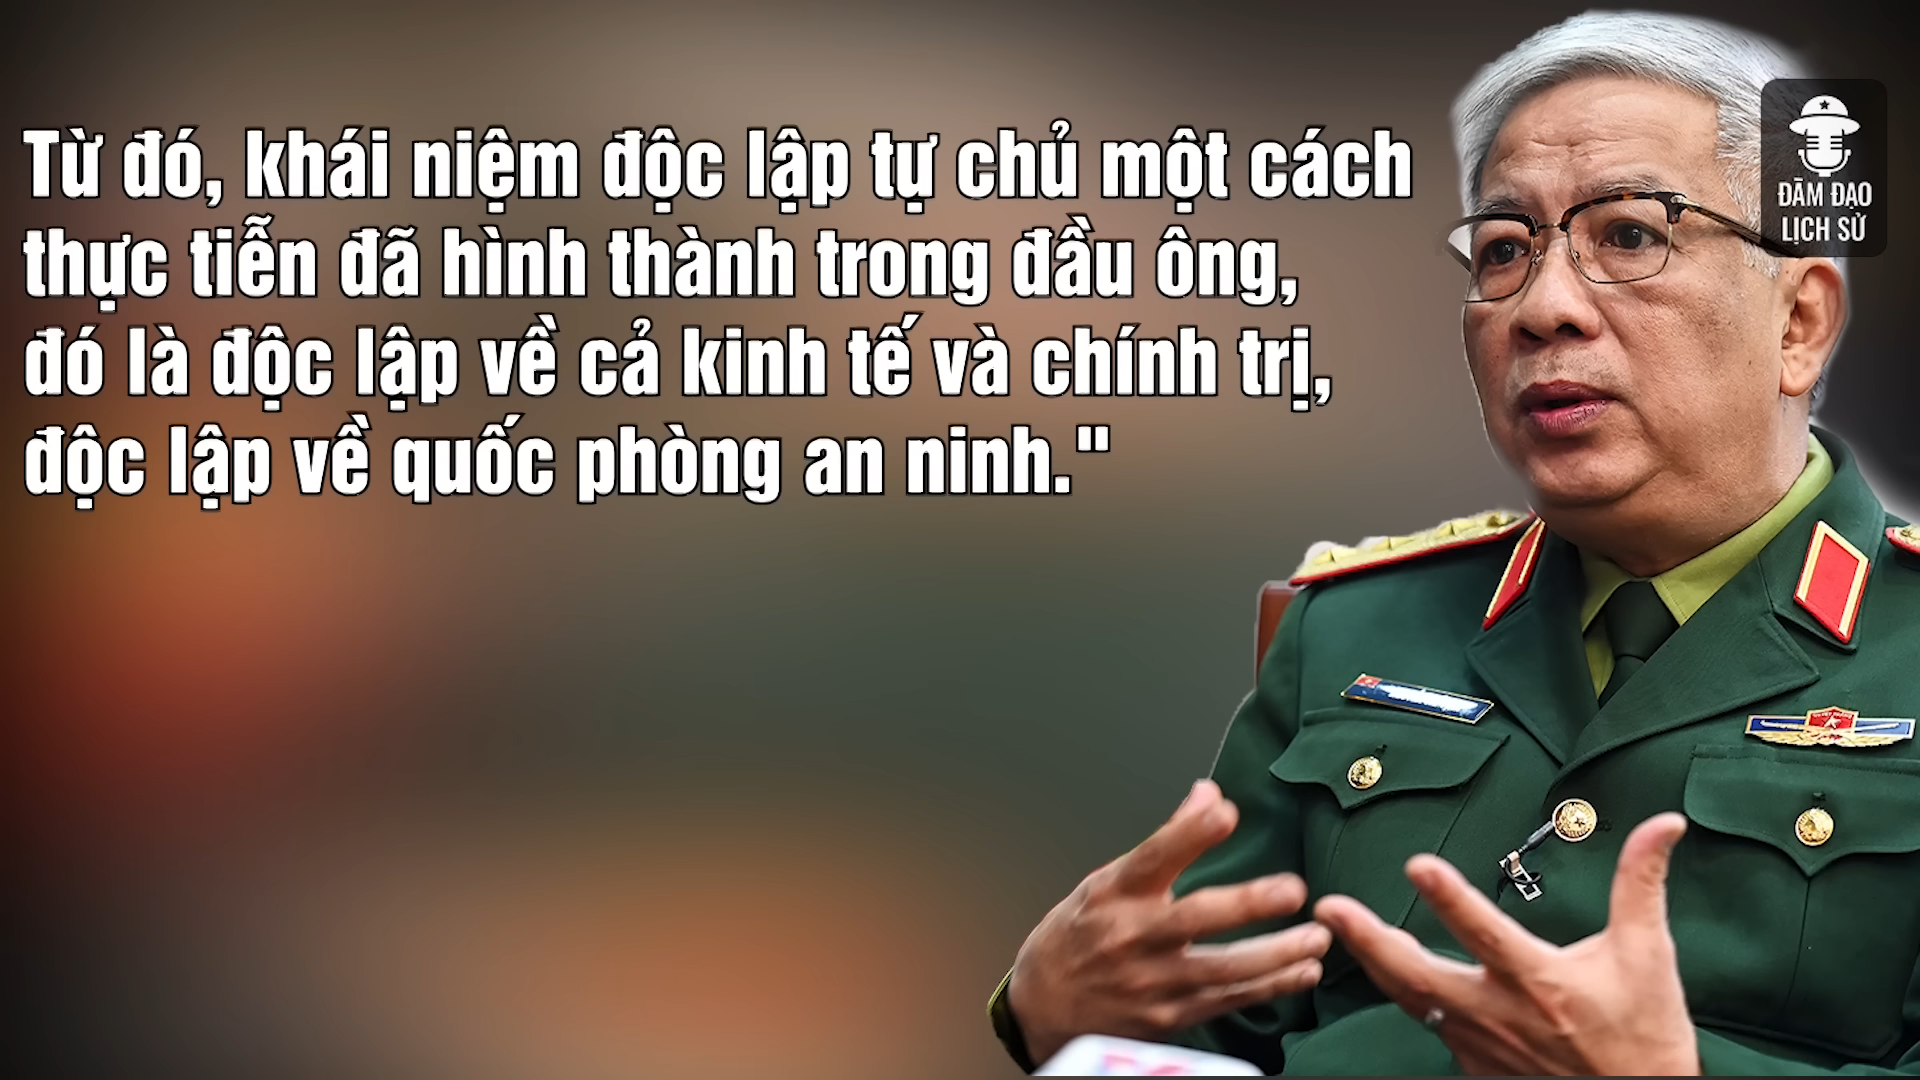 Từ đó, khái niệm độc lập tự chủ một cách
thực tiễn đã hình thành trong đầu ông,
đó là độc lập về cả kinh tế và chính trị,
độc lập về quốc phòng an ninh."
ĐÀM ĐẠO
LỊCH SỬ